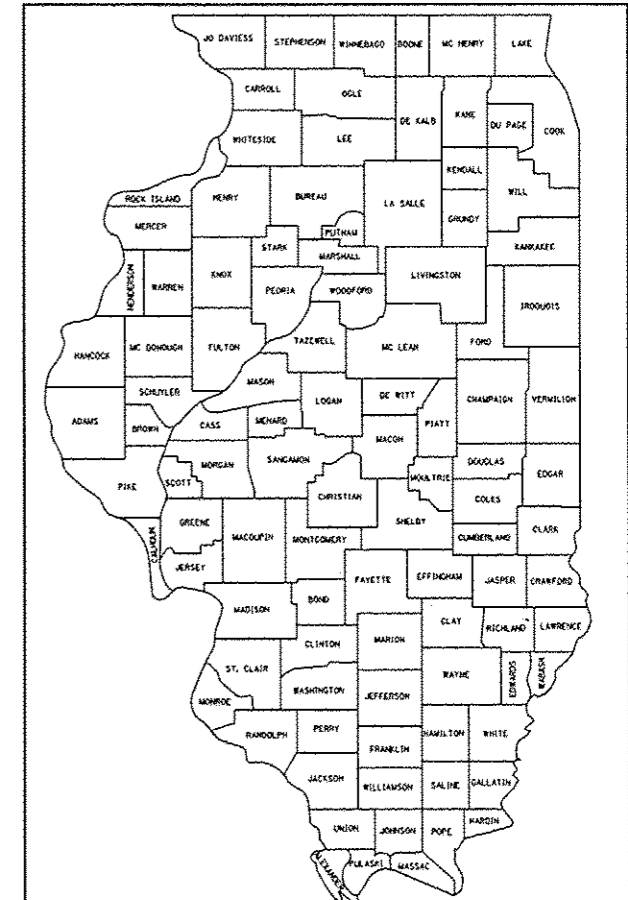 JO DAVIESS
STEPHENSON
WINNEBAGO
BOONE
MC HENRY
LAKE
CARROLL
OGLE
DE KALB
KANE
DU PAGE
COOK
WHITESIDE
LEE
KENDALL
WILL
ROCK ISLAND
HENRY
BUREAU
LA SALLE
GRUNDY
MERCER
PUTNAM
STARK
MARSHALL
KANKAKEE
HENDERSON
WARREN
KNOX
PEORIA
WOODFORD
LIVINGSTON
IROQUOIS
HANCOCK
MC DONOUGH
FULTON
TAZEWELL
MC LEAN
FORD
MASON
SCHUYLER
LOGAN
DE WITT
CHAMPAIGN
VERMILION
ADAMS
BROWN
CASS
MENARD
MACON
PIATT
PIKE
SCOTT
MORGAN
SANGAMON
CHRISTIAN
MOULTRIE
DOUGLAS
EDGAR
COLES
GREENE
MACOUPIN
MONTGOMERY
SHELBY
CUMBERLAND
CLARK
CALHOUN
JERSEY
FAYETTE
EFFINGHAM
JASPER
CRAWFORD
MADISON
BOND
CLAY
RICHLAND
LAWRENCE
CLINTON
MARION
ST. CLAIR
WAYNE
EDWARDS
WABASH
MONROE
WASHINGTON
JEFFERSON
RANDOLPH
PERRY
HAMILTON
WHITE
FRANKLIN
JACKSON
WILLIAMSON
SALINE
GALLATIN
UNION
JOHNSON
POPE
HARDIN
ALEXANDER
PULASKI
MASSAC